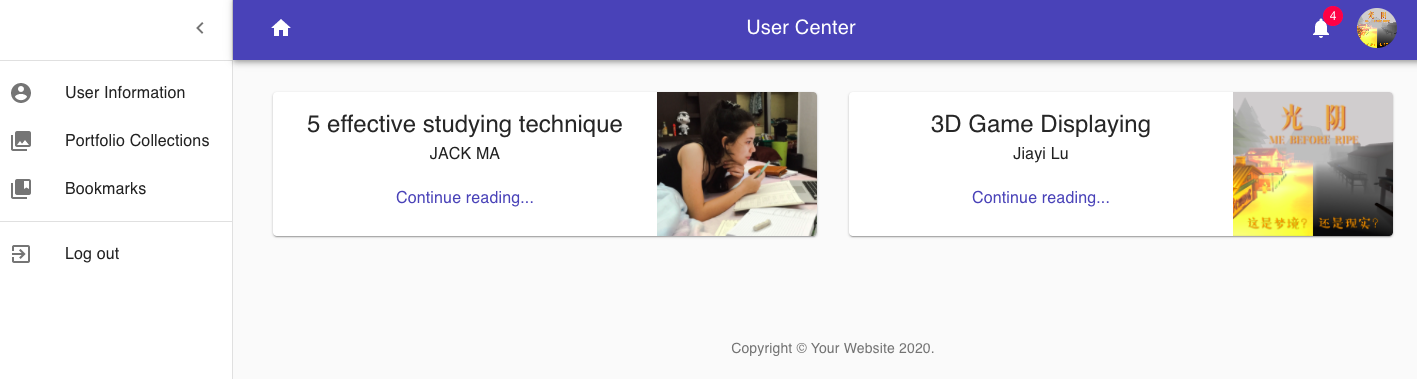 User Center
4
User Information
Portfolio Collections
Bookmarks
Log out
5 effective studying technique
JACK MA
Continue reading...
3D Game Displaying
Jiayi Lu
Continue reading...
光 阴
ME BEFORE RIPE
这是梦境? 还是现实?
Copyright © Your Website 2020.